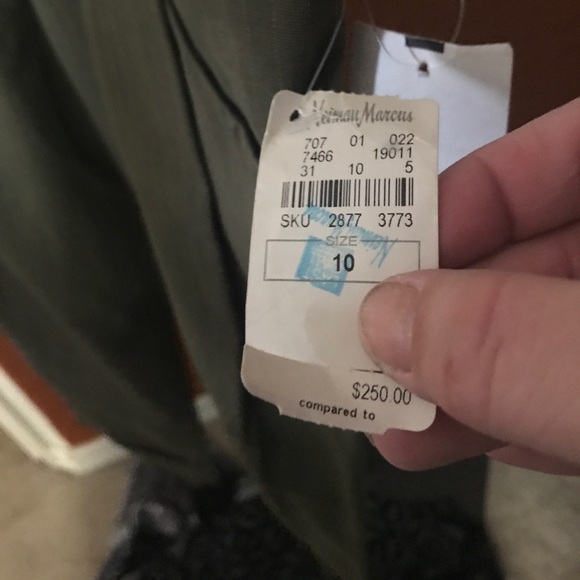 Neiman Marcus
707 01 022
7466 19011
31 10 5
SKU 2877 3773
SIZE
10
$250.00
compared to